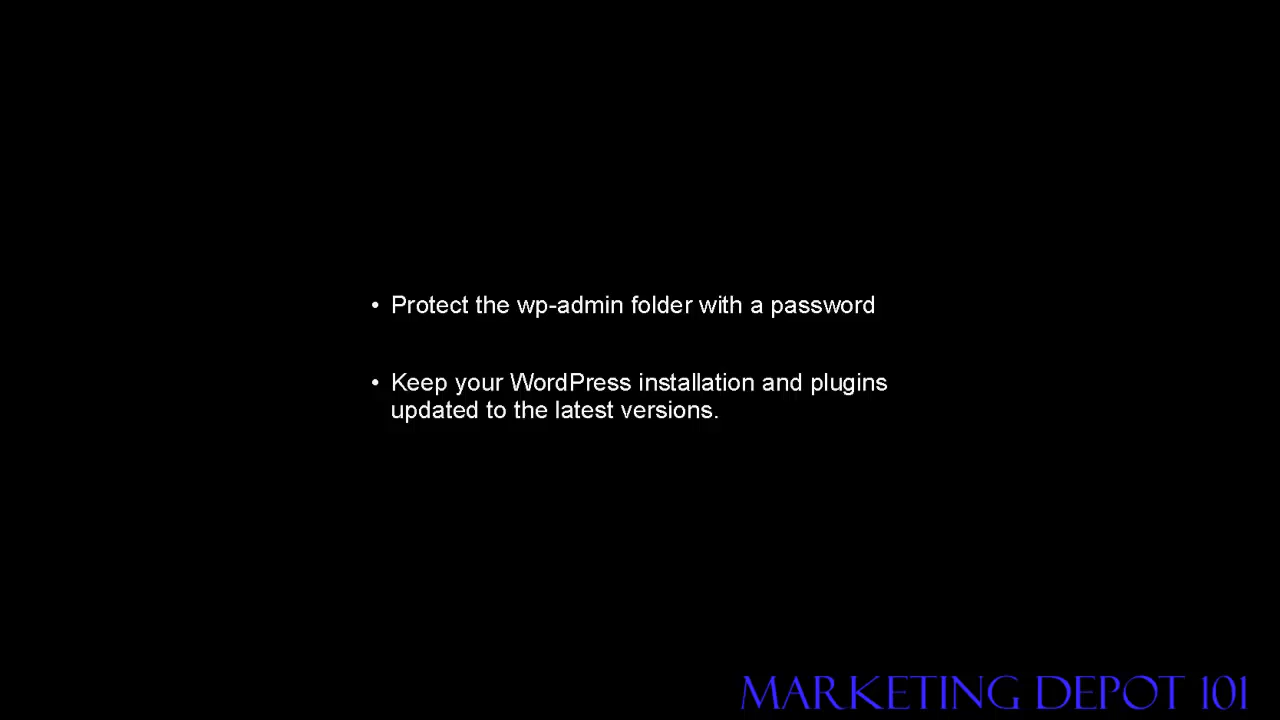 • Protect the wp-admin folder with a password
• Keep your WordPress installation and plugins
updated to the latest versions.
MARKETING DEPOT 101